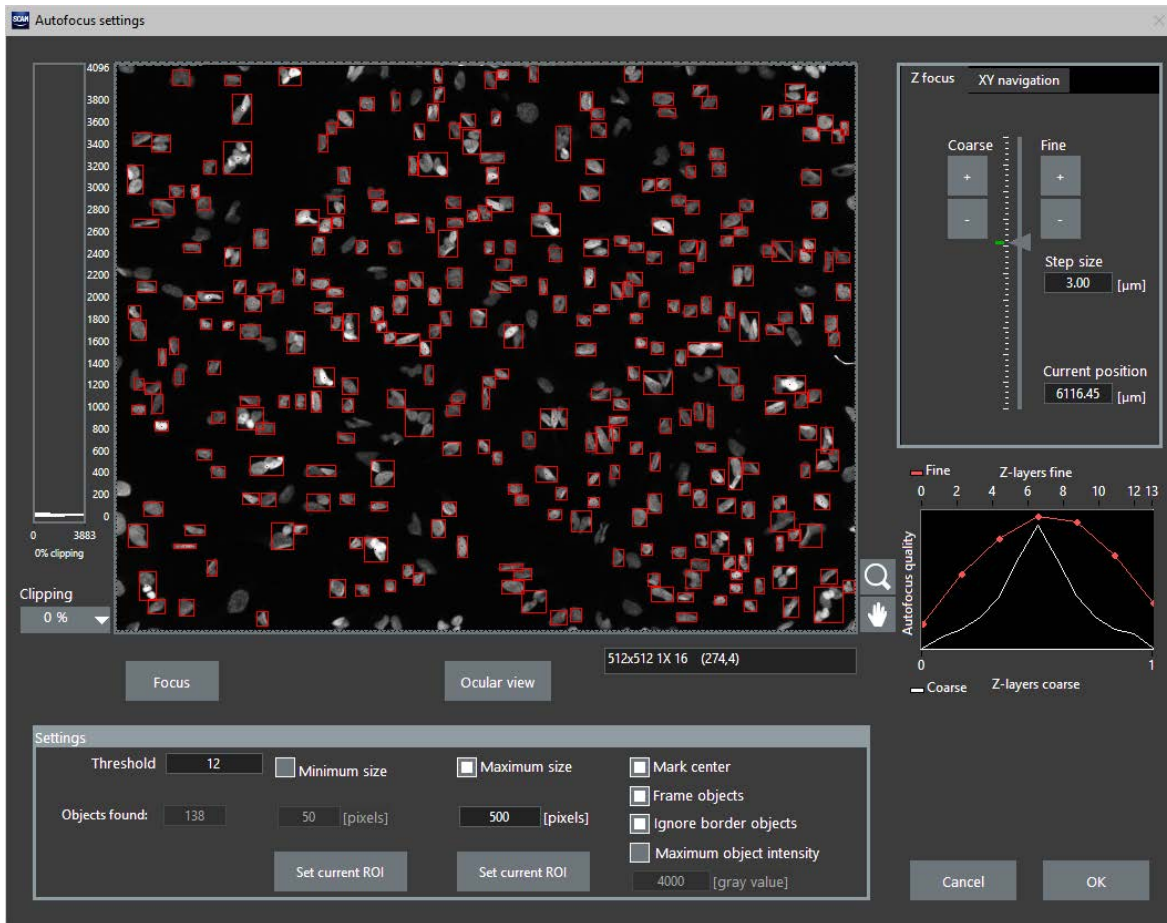 SCAN Autofocus settings
4096
3800
3600
3400
3200
3000
2800
2600
2400
2200
2000
1800
1600
1400
1200
1000
800
600
400
200
0
0 3883
0% clipping
Clipping
0 %
Focus
Ocular view
512x512 1X 16 (274,4)
Z focus XY navigation
Coarse Fine
+ +
- -
Step size
3.00 [µm]
Current position
6116.45 [µm]
Fine Z-layers fine
0 2 4 6 8 10 12 13
Autofocus quality
0 1
Coarse Z-layers coarse
Settings
Threshold 12 Minimum size Maximum size Mark center
Frame objects
Objects found: 138 50 [pixels] 500 [pixels] Ignore border objects
Maximum object intensity
Set current ROI Set current ROI 4000 [gray value]
Cancel OK